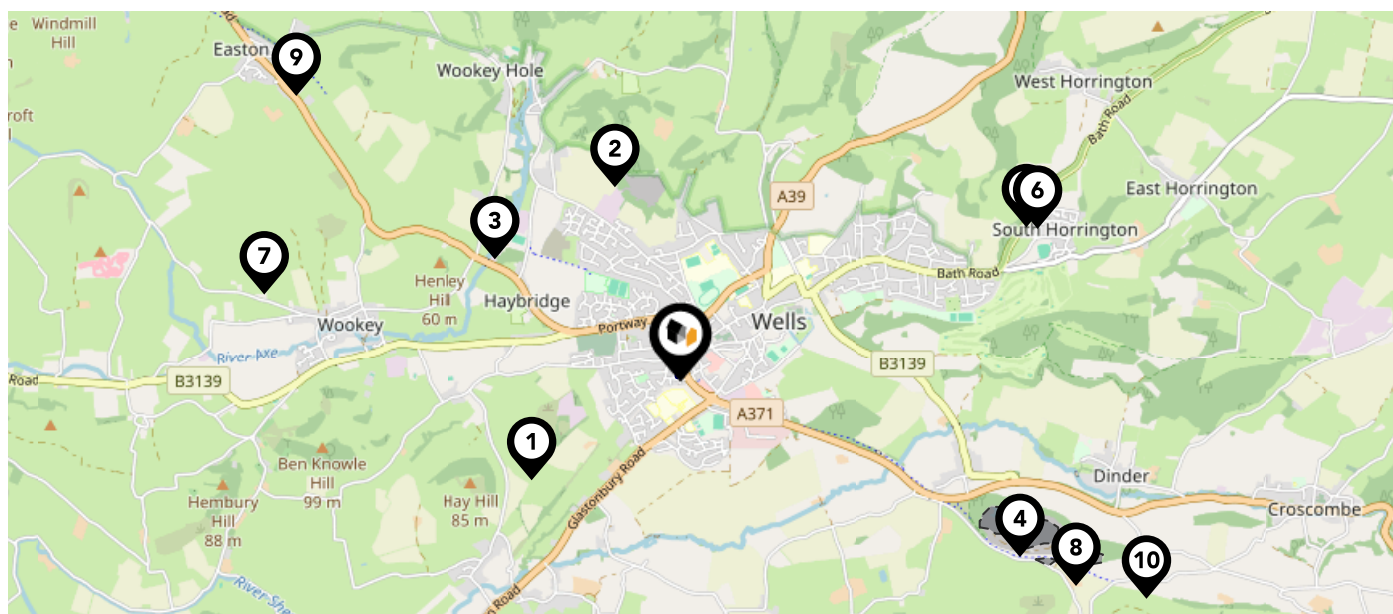 e Windmill
Hill
Easton
9
Wookey Hole
West Horrington
roft
Bath Road
2
A39
6
East Horrington
3
South Horrington
7
Henley
Hill
60 m
Haybridge
Bath Road
Wookey
Portway
Wells
River Axe
Road
B3139
B3139
A371
1
Ben Knowle
Hill
99 m
Glastonbury Road
Hembury
Hill
88 m
Hay Hill
85 m
Dinder
Croscombe
4
8
10
River She
Road